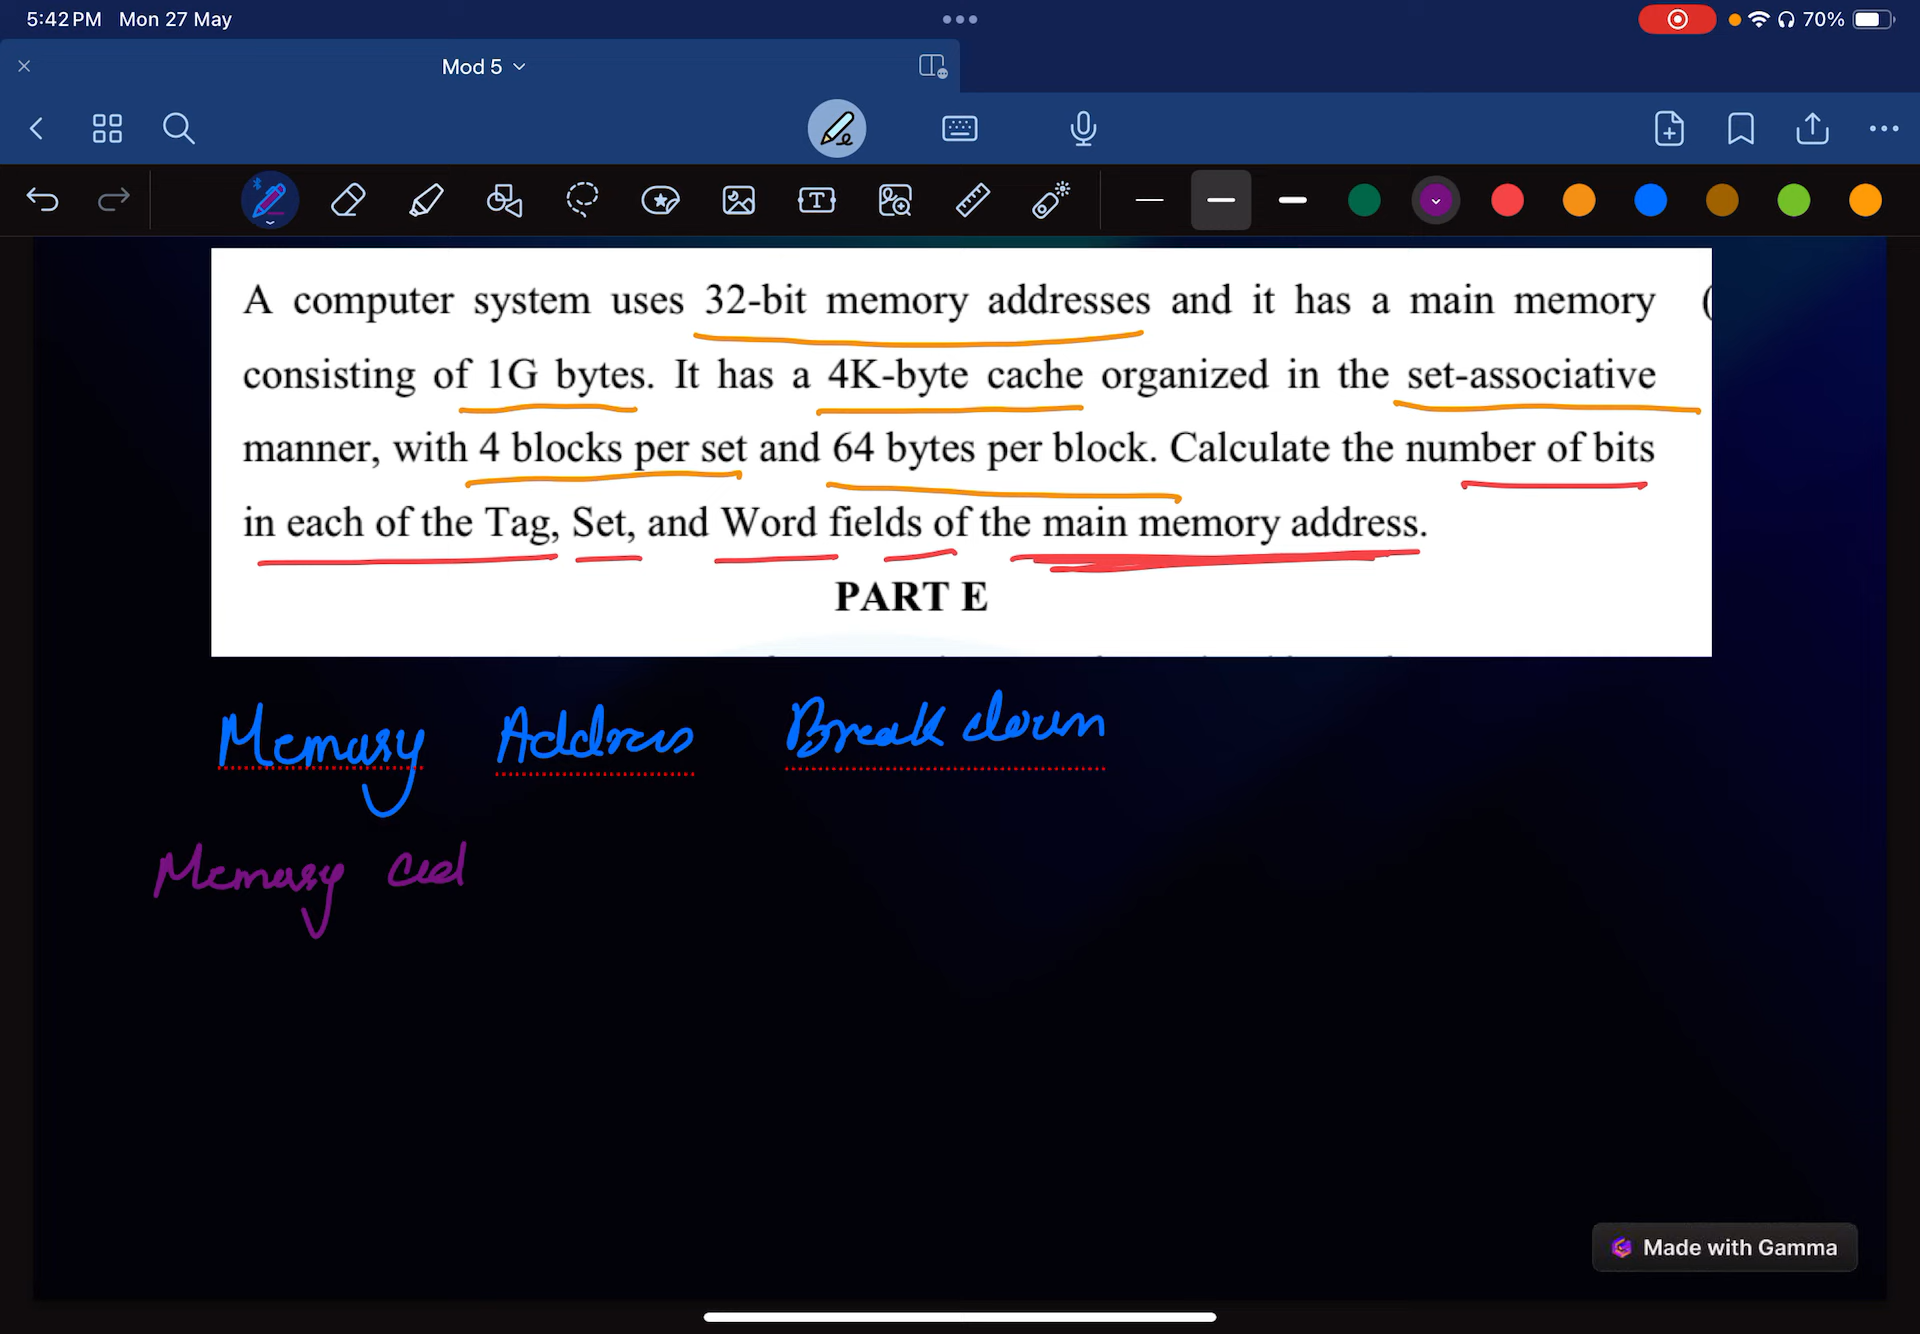 5:42 PM Mon 27 May
70%
Mod 5
A computer system uses 32-bit memory addresses and it has a main memory (
consisting of 1G bytes. It has a 4K-byte cache organized in the set-associative
manner, with 4 blocks per set and 64 bytes per block. Calculate the number of bits
in each of the Tag, Set, and Word fields of the main memory address.
PART E
Memory Address Break down
Memory
Made with Gamma